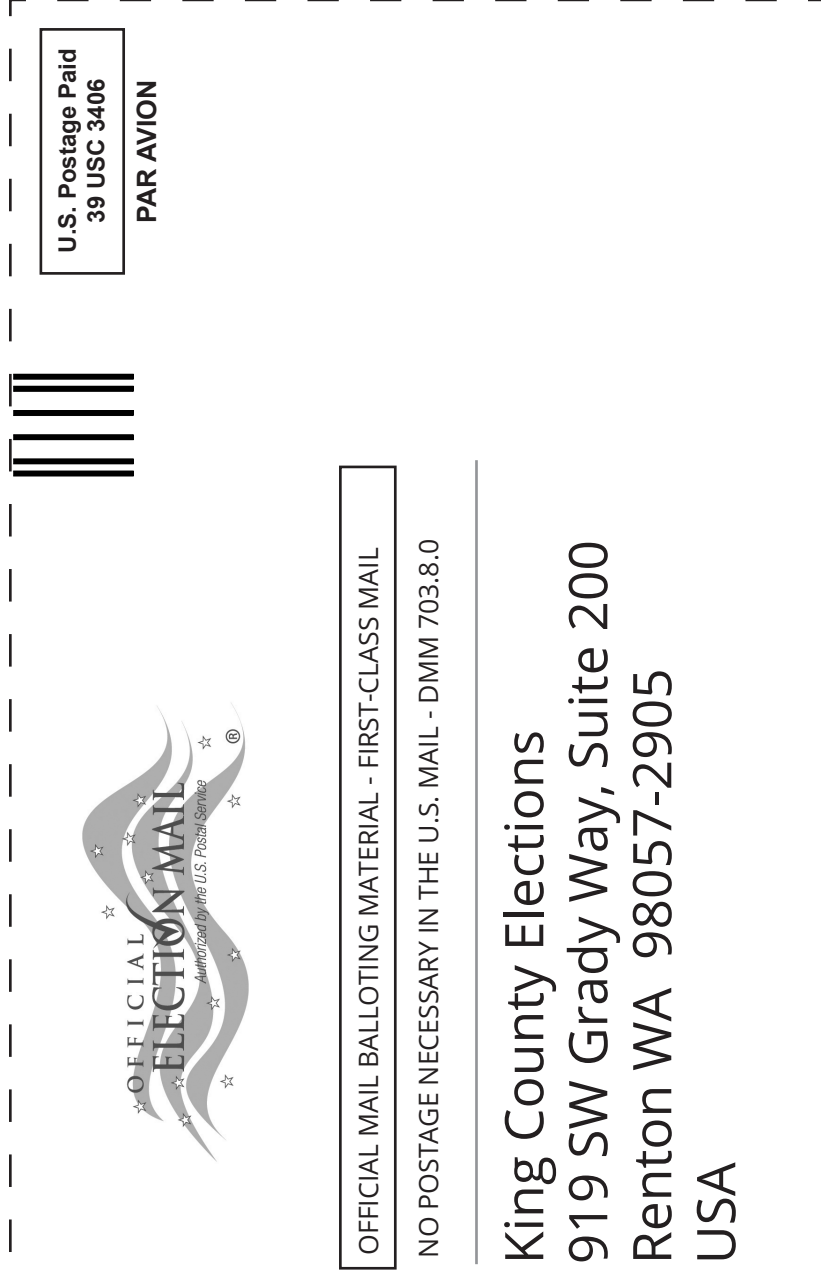 U.S. Postage Paid
39 USC 3406
PAR AVION
OFFICIAL
ELECTION MAIL
Authorized by the U.S. Postal Service
®
OFFICIAL MAIL BALLOTING MATERIAL - FIRST-CLASS MAIL
NO POSTAGE NECESSARY IN THE U.S. MAIL - DMM 703.8.0
King County Elections
919 SW Grady Way, Suite 200
Renton WA 98057-2905
USA